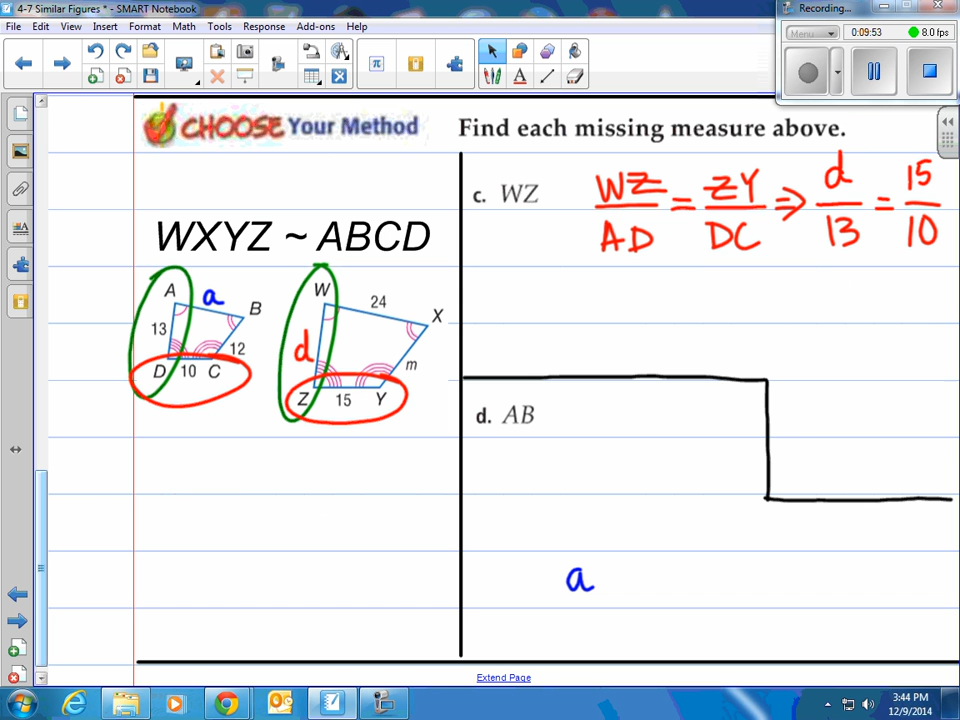 4-7 Similar Figures * - SMART Notebook
File Edit View Insert Format Math Tools Response Add-ons Help
Recording...
Menu
0:09:53
8.0 fps
CHOOSE Your Method
Find each missing measure above.
WXYZ ~ ABCD
c. WZ
WZ/AD = ZY/DC ⇒ d/13 = 15/10
A a B
13 12
D 10 C
W 24 X
d m
Z 15 Y
d. AB
a
Extend Page
3:44 PM
12/9/2014